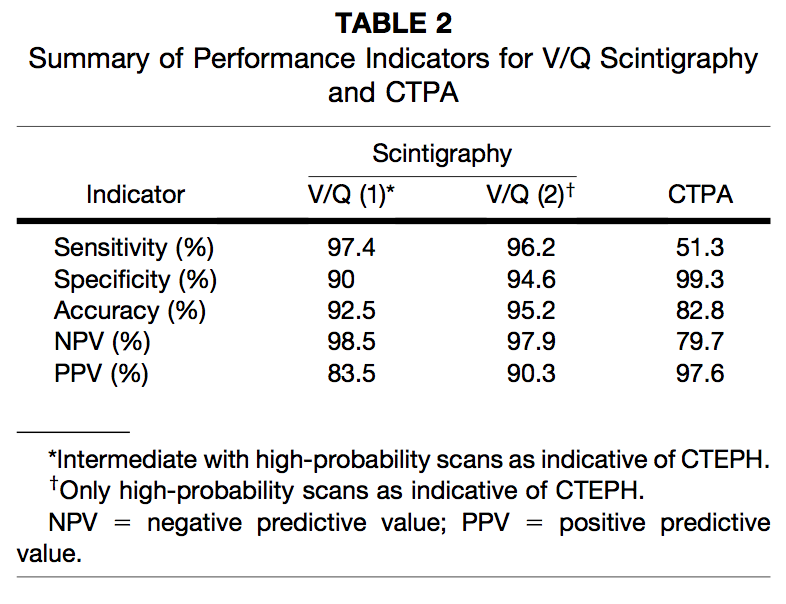 TABLE 2
Summary of Performance Indicators for V/Q Scintigraphy
and CTPA
Scintigraphy
Indicator V/Q (1)* V/Q (2)† CTPA
Sensitivity (%) 97.4 96.2 51.3
Specificity (%) 90 94.6 99.3
Accuracy (%) 92.5 95.2 82.8
NPV (%) 98.5 97.9 79.7
PPV (%) 83.5 90.3 97.6
*Intermediate with high-probability scans as indicative of CTEPH.
†Only high-probability scans as indicative of CTEPH.
NPV = negative predictive value; PPV = positive predictive
value.